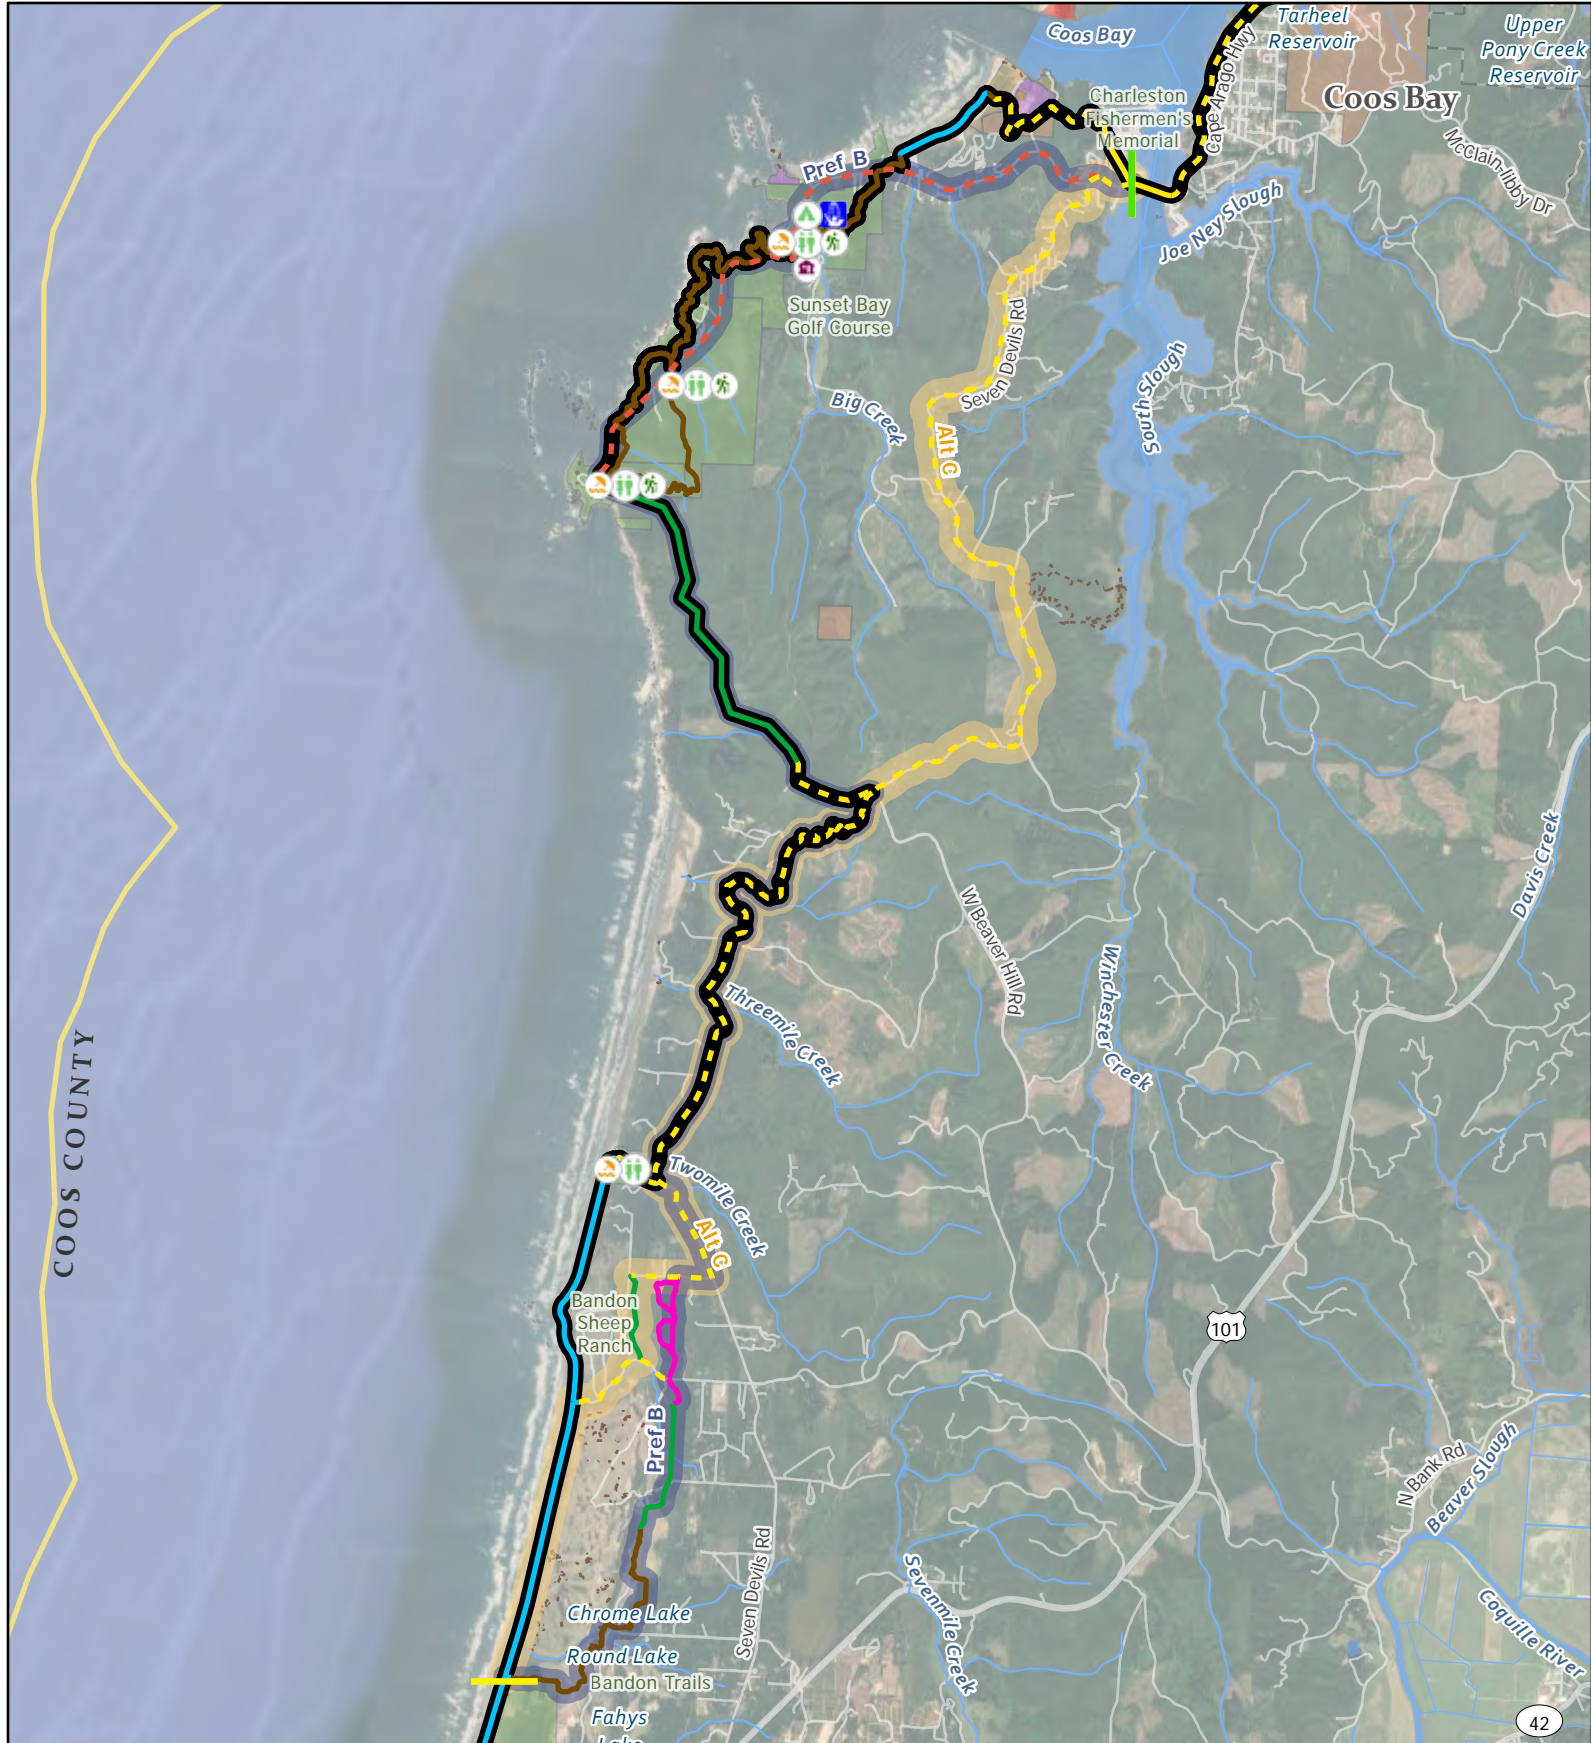 Tarheel
Reservoir
Upper
Pony Creek
Reservoir
Coos Bay
Cape Arago Hwy
Coos Bay
Charleston
Fishermen's
Memorial
McClain-libby Dr
Pref B
Joe Ney Slough
Sunset Bay
Golf Course
Seven Devils Rd
South Slough
Big Creek
Alt C
Davis Creek
W Beaver Hill Rd
Winchester Creek
Threemile Creek
COOS COUNTY
Twomile Creek
Alt C
Bandon
Sheep
Ranch
101
Pref B
N Bank Rd
Beaver Slough
Seven Devils Rd
Sevenmile Creek
Coquille River
Chrome Lake
Round Lake
Bandon Trails
Fahys
Lake
42